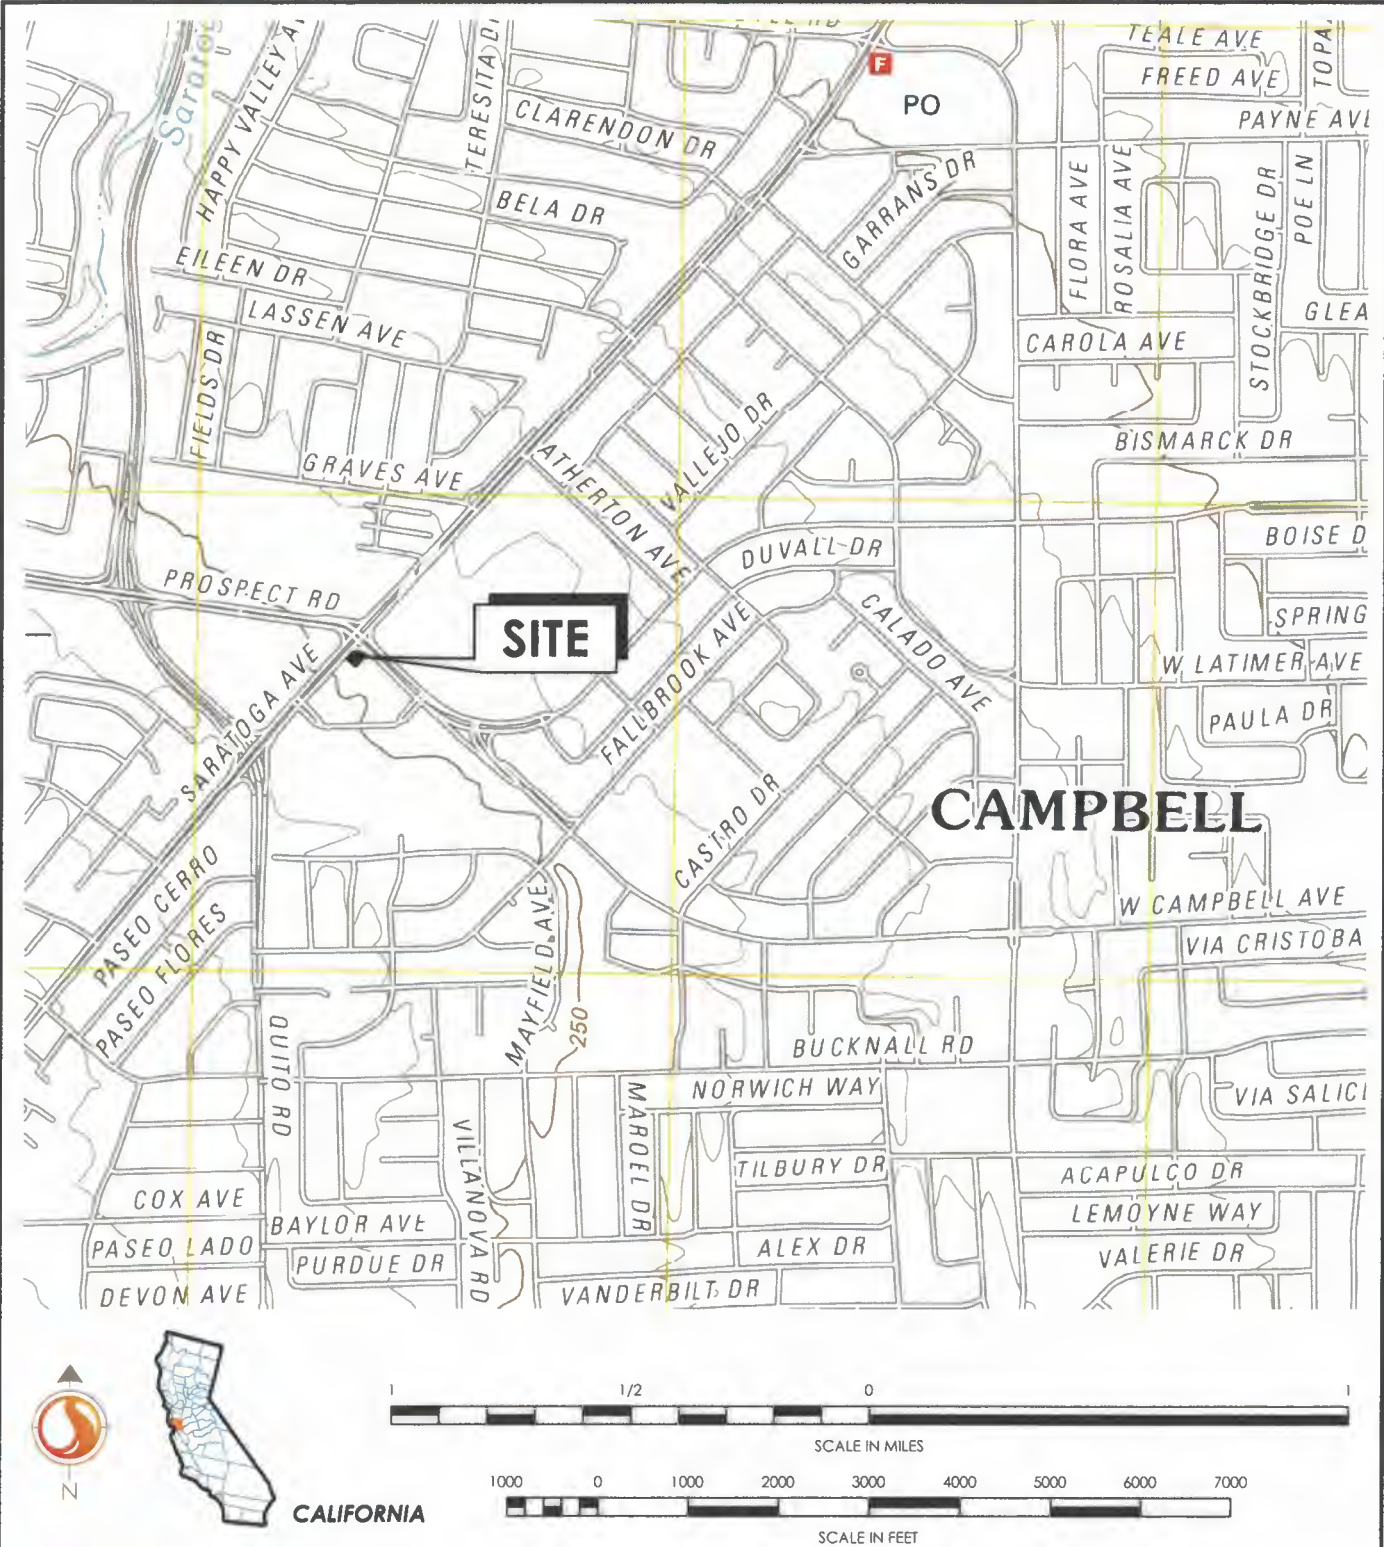 TEALE AVE
FREED AVE
TOPA
PAYNE AVE
F
PO
Saratog
HAPPY VALLEY A
TERESITA D
CLARENDON DR
BELA DR
GARRANS DR
FLORA AVE
ROSALIA AVE
STOCKBRIDGE DR
POE LN
EILEEN DR
LASSEN AVE
GLEA
CAROLA AVE
FIELDS DR
VALLEJO DR
BISMARCK DR
GRAVES AVE
ATHERTON AVE
DUVALL DR
BOISE D
PROSPECT RD
SITE
CALADO AVE
SPRING
FALLBROOK AVE
W LATIMER AVE
SARATOGA AVE
PAULA DR
CAMPBELL
CASTRO DR
PASEO CERRO
PASEO FLORES
MAYFIELD AVE
W CAMPBELL AVE
VIA CRISTOBA
250
QUITO RD
BUCKNALL RD
NORWICH WAY
MAROEL DR
VIA SALICE
VILLANOVA RD
TILBURY DR
ACAPULCO DR
COX AVE
BAYLOR AVE
LEMOYNE WAY
PASEO LADO
PURDUE DR
ALEX DR
VALERIE DR
DEVON AVE
VANDERBILT DR
N
CALIFORNIA
1 1/2 0 1
SCALE IN MILES
1000 0 1000 2000 3000 4000 5000 6000 7000
SCALE IN FEET